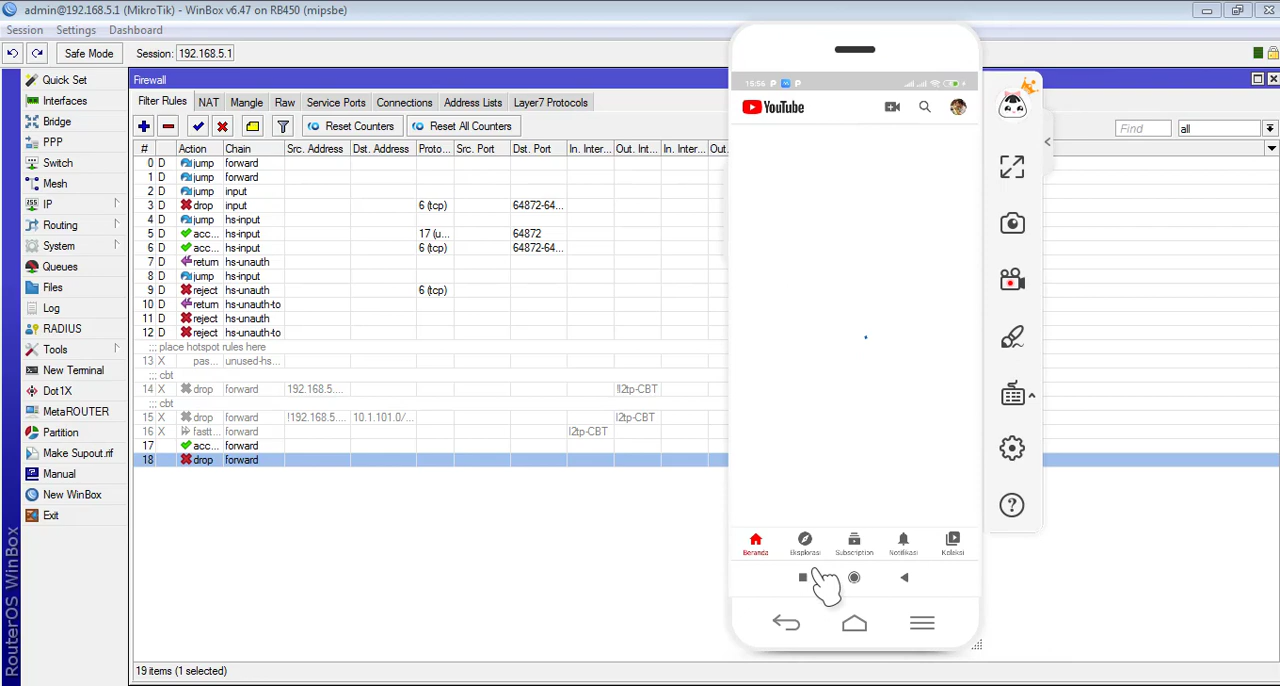 admin@192.168.5.1 (MikroTik) - WinBox v6.47 on RB450 (mipsbe)
Session Settings Dashboard
Safe Mode Session: 192.168.5.1
Quick Set
Interfaces
Bridge
PPP
Switch
Mesh
IP
Routing
System
Queues
Files
Log
RADIUS
Tools
New Terminal
Dot1X
MetaROUTER
Partition
Make Supout.rif
Manual
New WinBox
Exit
RouterOS WinBox
Firewall
Filter Rules NAT Mangle Raw Service Ports Connections Address Lists Layer7 Protocols
Reset Counters Reset All Counters Find all
# Action Chain Src. Address Dst. Address Proto... Src. Port Dst. Port In. Inter... Out. Int... In. Inter... Out.
0 D jump forward
1 D jump forward
2 D jump input
3 D drop input 6 (tcp) 64872-64...
4 D jump hs-input
5 D acc... hs-input 17 (u... 64872
6 D acc... hs-input 6 (tcp) 64872-64...
7 D return hs-unauth
8 D jump hs-input
9 D reject hs-unauth 6 (tcp)
10 D return hs-unauth-to
11 D reject hs-unauth
12 D reject hs-unauth-to
;;; place hotspot rules here
13 X pas... unused-hs...
;;; cbt
14 X drop forward 192.168.5.... !l2tp-CBT
;;; cbt
15 X drop forward !192.168.5.... 10.1.101.0/... l2tp-CBT
16 X fastt... forward l2tp-CBT
17 acc... forward
18 drop forward
19 items (1 selected)
YouTube
Beranda Eksplorasi Subscription Notifikasi Koleksi